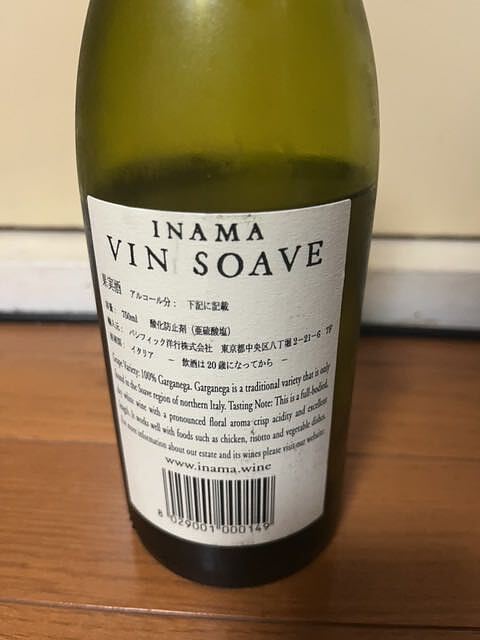 INAMA
VIN SOAVE
果実酒 アルコール分: 下記に記載
容量: 750ml 酸化防止剤(亜硫酸塩)
輸入元: パシフィック洋行株式会社 東京都中央区八丁堀2-21-6 7F
原産国: イタリア - 飲酒は20歳になってから -
Grape Variety: 100% Garganega. Garganega is a traditional variety that is only
found in the Soave region of northern Italy. Tasting Note: This is a full-bodied,
dry white wine with a pronounced floral aroma crisp acidity and excellent
length. It works well with foods such as chicken, risotto and vegetable dishes.
For more information about our estate and its wines please visit our website:
www.inama.wine
8 029001 000149